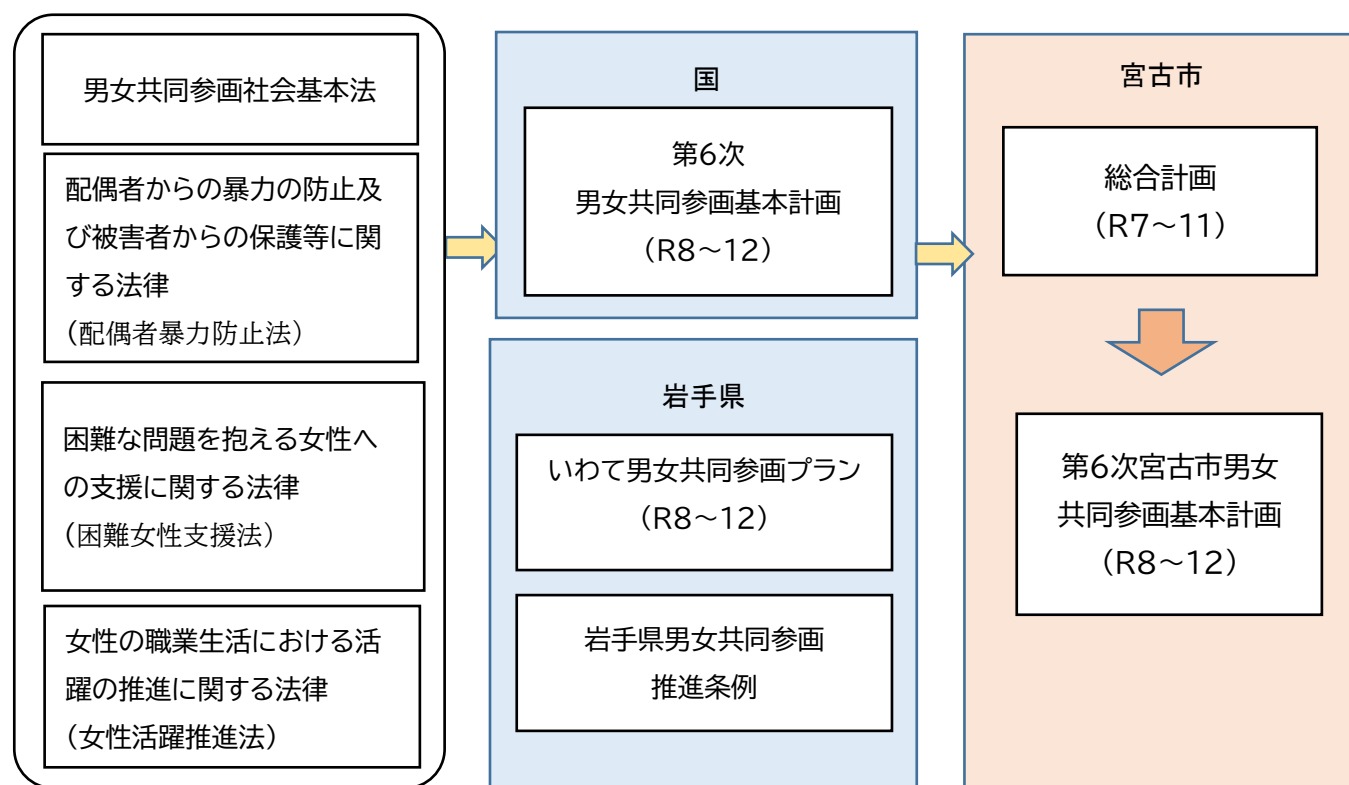 男女共同参画社会基本法
配偶者からの暴力の防止及
び被害者からの保護等に関
する法律
(配偶者暴力防止法)
困難な問題を抱える女性へ
の支援に関する法律
(困難女性支援法)
女性の職業生活における活
躍の推進に関する法律
(女性活躍推進法)
国
第6次
男女共同参画基本計画
(R8～12)
岩手県
いわて男女共同参画プラン
(R8～12)
岩手県男女共同参画
推進条例
宮古市
総合計画
(R7～11)
第6次宮古市男女
共同参画基本計画
(R8～12)